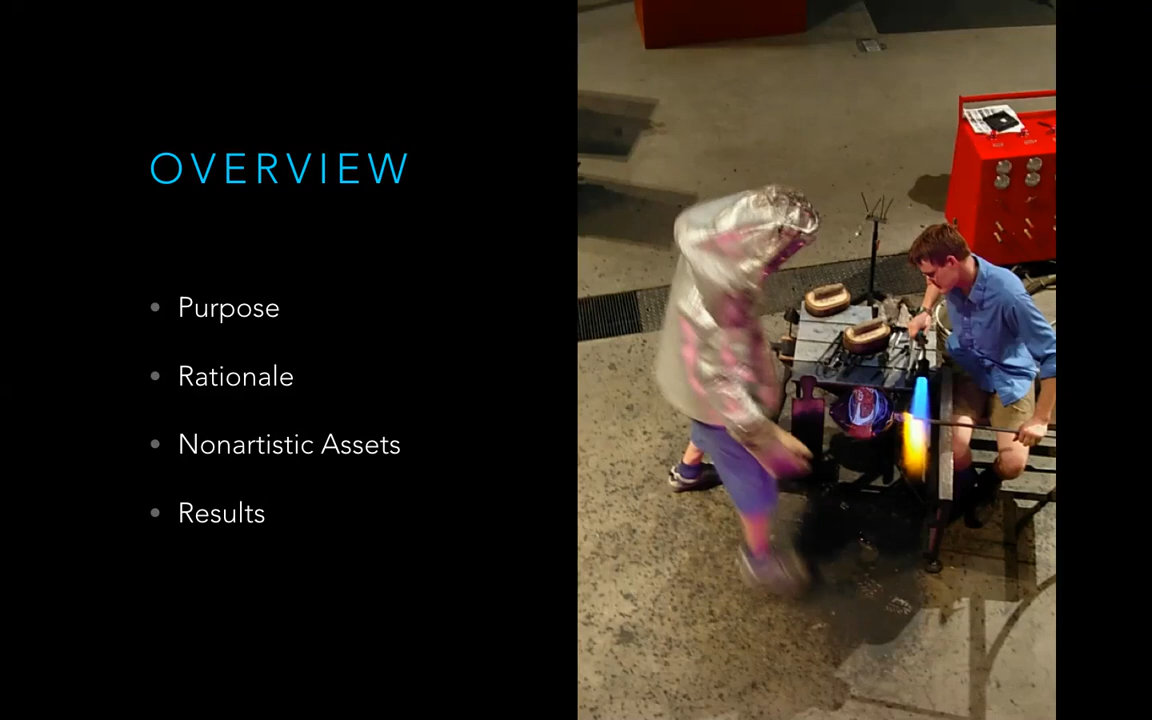 OVERVIEW
• Purpose
• Rationale
• Nonartistic Assets
• Results